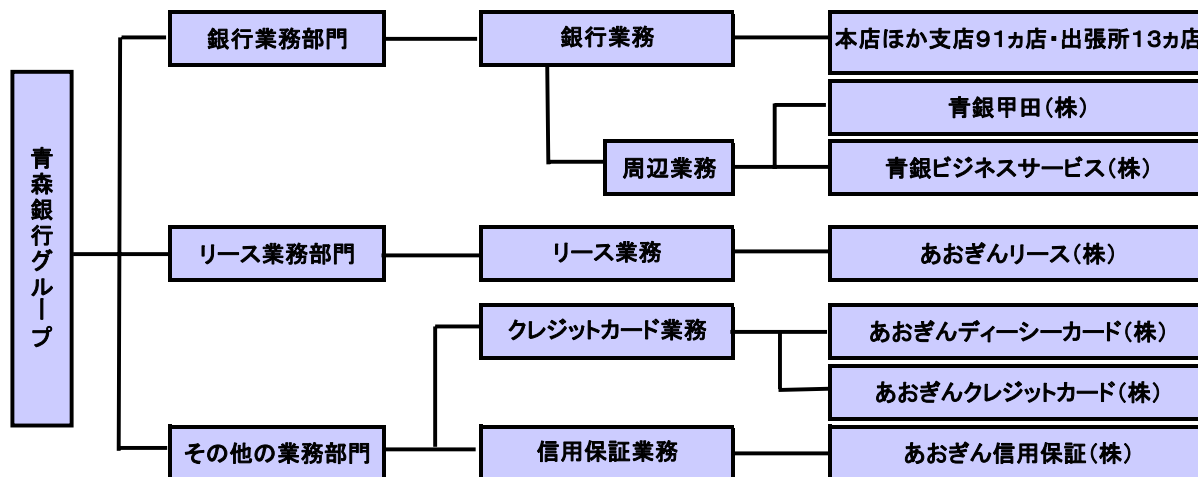 青森銀行グループ
銀行業務部門
銀行業務
本店ほか支店91ヵ店・出張所13ヵ店
青銀甲田(株)
周辺業務
青銀ビジネスサービス(株)
リース業務部門
リース業務
あおぎんリース(株)
クレジットカード業務
あおぎんディーシーカード(株)
あおぎんクレジットカード(株)
その他の業務部門
信用保証業務
あおぎん信用保証(株)